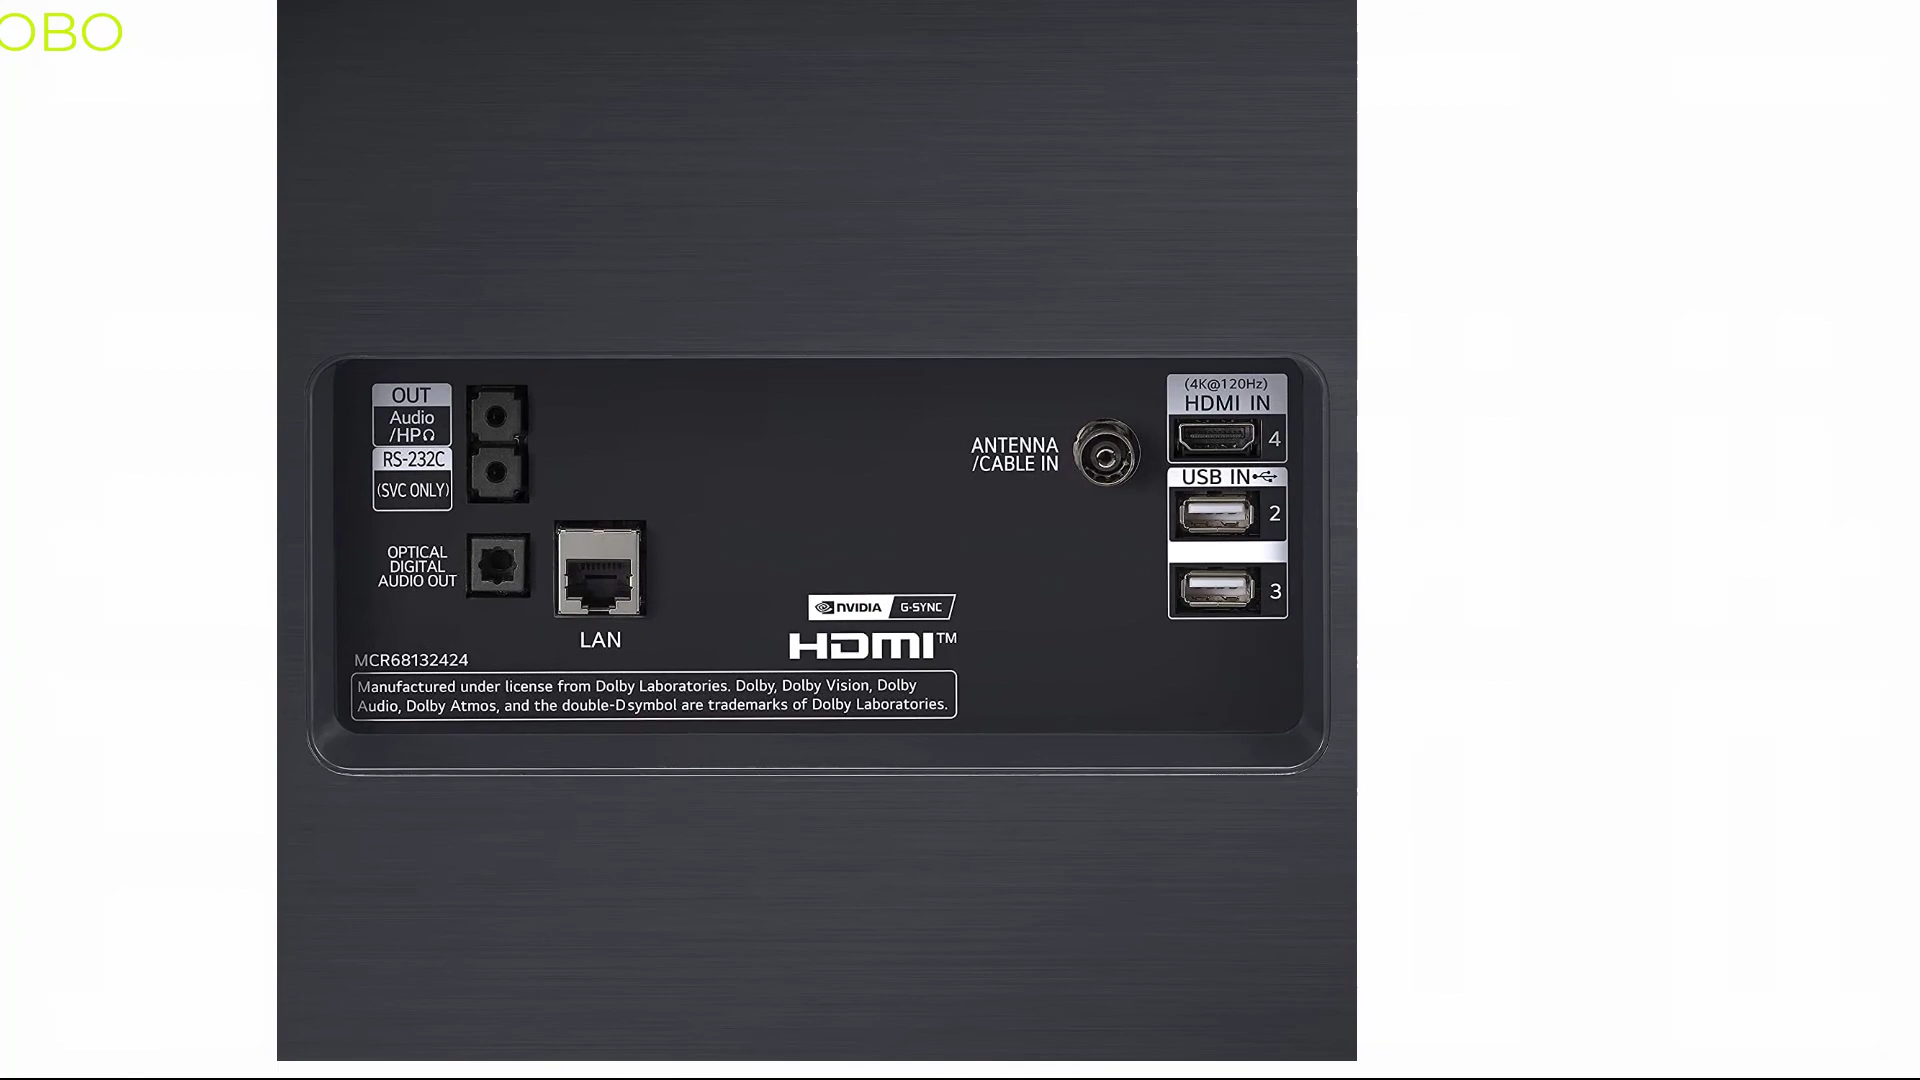 OBO
OUT
Audio
/HP
RS-232C
(SVC ONLY)
OPTICAL
DIGITAL
AUDIO OUT
LAN
ANTENNA
/CABLE IN
(4K@120Hz)
HDMI IN
4
USB IN
2
3
NVIDIA G-SYNC
HDMI™
MCR68132424
Manufactured under license from Dolby Laboratories. Dolby, Dolby Vision, Dolby
Audio, Dolby Atmos, and the double-D symbol are trademarks of Dolby Laboratories.